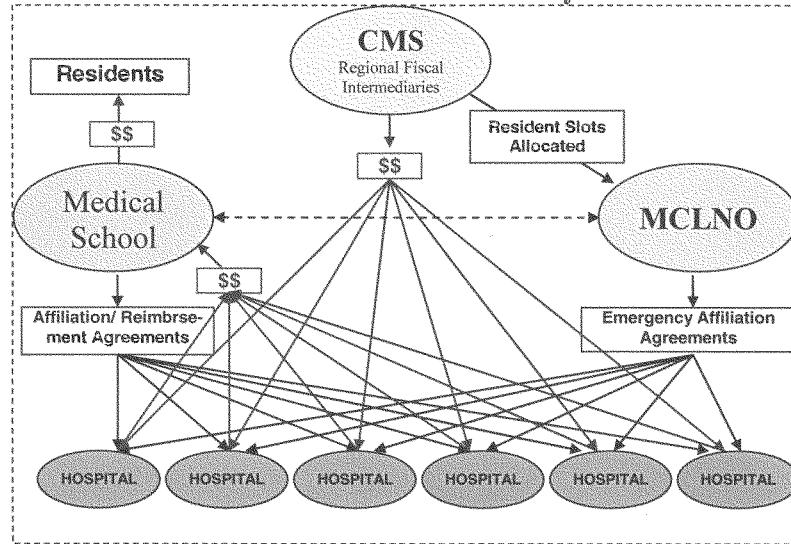 CMS
Regional Fiscal
Intermediaries
Residents
$$
Resident Slots
Allocated
$$
Medical
School
MCLNO
$$
Affiliation/ Reimbrse-
ment Agreements
Emergency Affiliation
Agreements
HOSPITAL
HOSPITAL
HOSPITAL
HOSPITAL
HOSPITAL
HOSPITAL